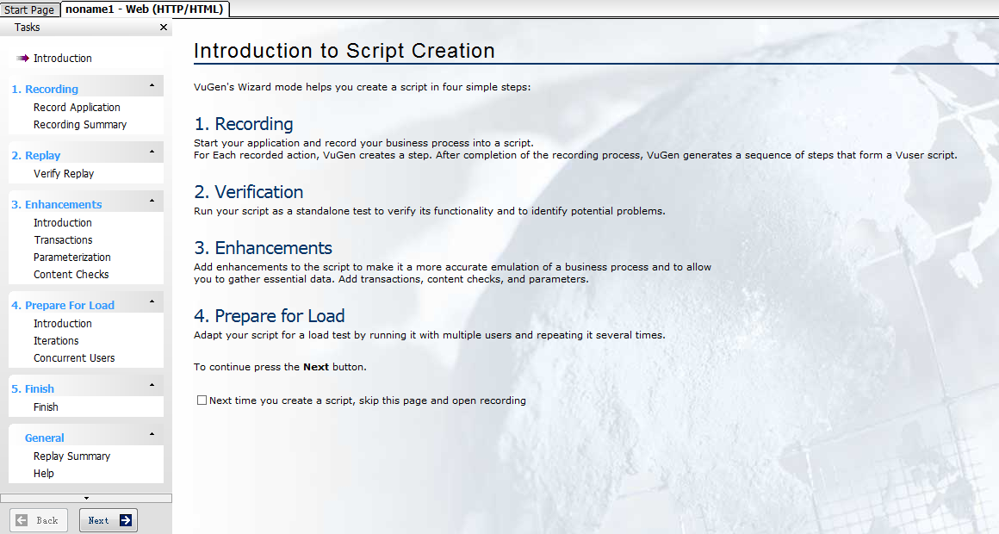 Start Page
noname1 - Web (HTTP/HTML)
Tasks
Introduction
1. Recording
Record Application
Recording Summary
2. Replay
Verify Replay
3. Enhancements
Introduction
Transactions
Parameterization
Content Checks
4. Prepare For Load
Introduction
Iterations
Concurrent Users
5. Finish
Finish
General
Replay Summary
Help
Back
Next
Introduction to Script Creation
VuGen's Wizard mode helps you create a script in four simple steps:
1. Recording
Start your application and record your business process into a script.
For Each recorded action, VuGen creates a step. After completion of the recording process, VuGen generates a sequence of steps that form a Vuser script.
2. Verification
Run your script as a standalone test to verify its functionality and to identify potential problems.
3. Enhancements
Add enhancements to the script to make it a more accurate emulation of a business process and to allow
you to gather essential data. Add transactions, content checks, and parameters.
4. Prepare for Load
Adapt your script for a load test by running it with multiple users and repeating it several times.
To continue press the Next button.
Next time you create a script, skip this page and open recording